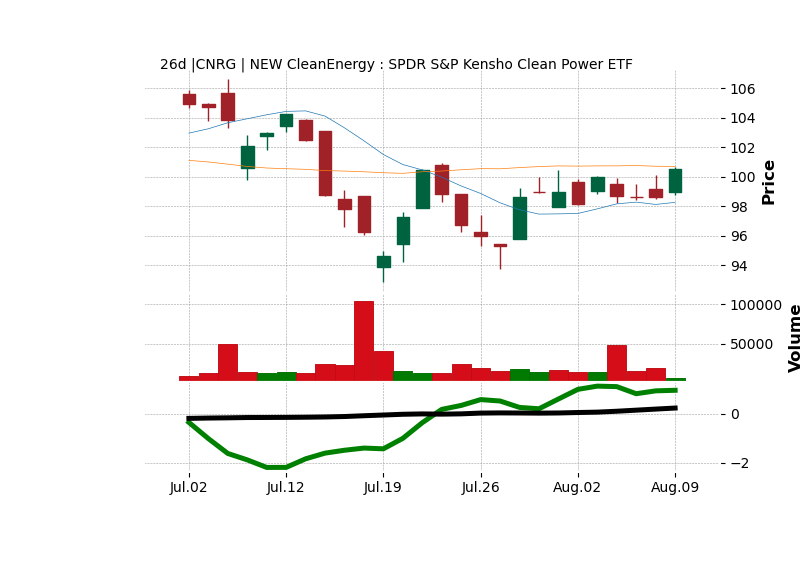 26d |CNRG | NEW CleanEnergy : SPDR S&P Kensho Clean Power ETF
106
104
102
100
98
96
94
Price
100000
50000
Volume
0
−2
Jul.02 Jul.12 Jul.19 Jul.26 Aug.02 Aug.09